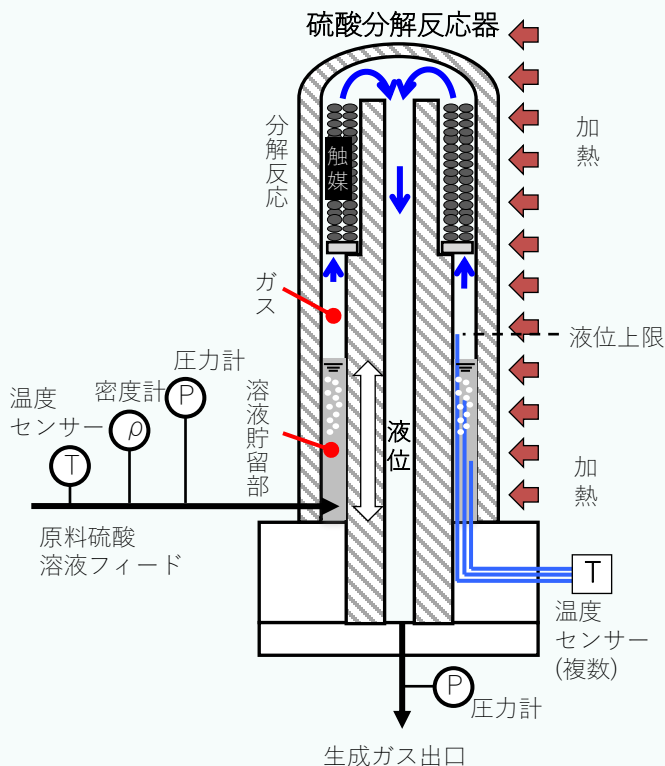 硫酸分解反応器
加熱
分解反応
触媒
ガス
液位上限
圧力計
P
密度計
ρ
温度
センサー
T
溶液貯留部
液位
加熱
原料硫酸
溶液フィード
T
温度
センサー
(複数)
P
圧力計
生成ガス出口